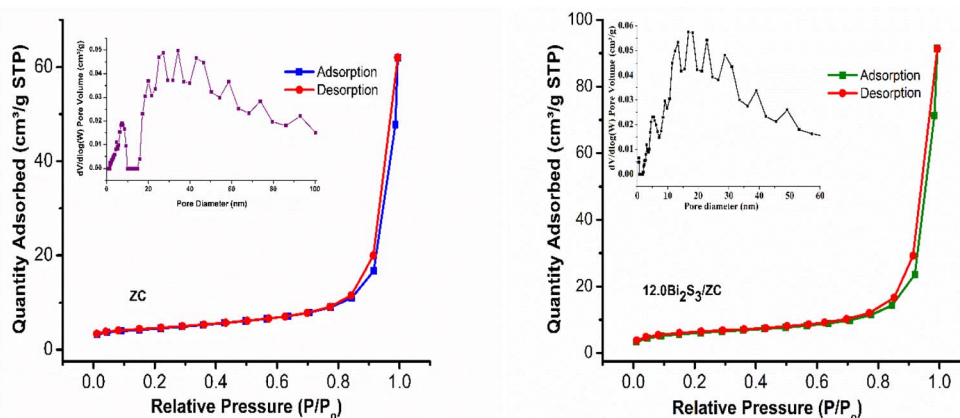 Quantity Adsorbed (cm³/g STP)
60
40
20
0
0.0 0.2 0.4 0.6 0.8 1.0
Relative Pressure (P/P₀)
ZC
Adsorption
Desorption
dV/dlog(W) Pore Volume (cm³/g)
0.05
0.04
0.03
0.02
0.01
0.00
0 20 40 60 80 100
Pore Diameter (nm)
Quantity Adsorbed (cm³/g STP)
100
80
60
40
20
0
0.0 0.2 0.4 0.6 0.8 1.0
Relative Pressure (P/P₀)
12.0Bi₂S₃/ZC
Adsorption
Desorption
dV/dlog(W) Pore Volume (cm³/g)
0.06
0.05
0.04
0.03
0.02
0.01
0.00
0 10 20 30 40 50 60
Pore diameter (nm)